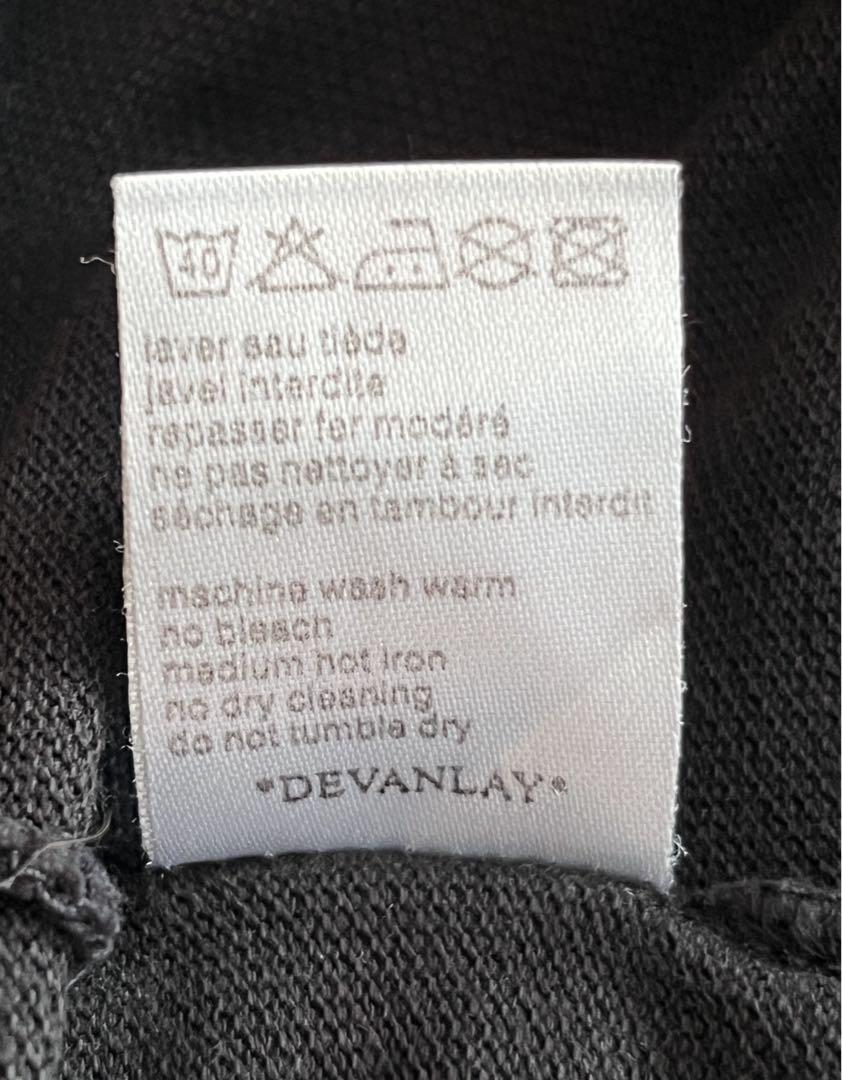 40
laver eau tiède
javel interdite
repasser fer modéré
ne pas nettoyer à sec
séchage en tambour interdit
machine wash warm
no bleach
medium hot iron
no dry cleaning
do not tumble dry
*DEVANLAY*